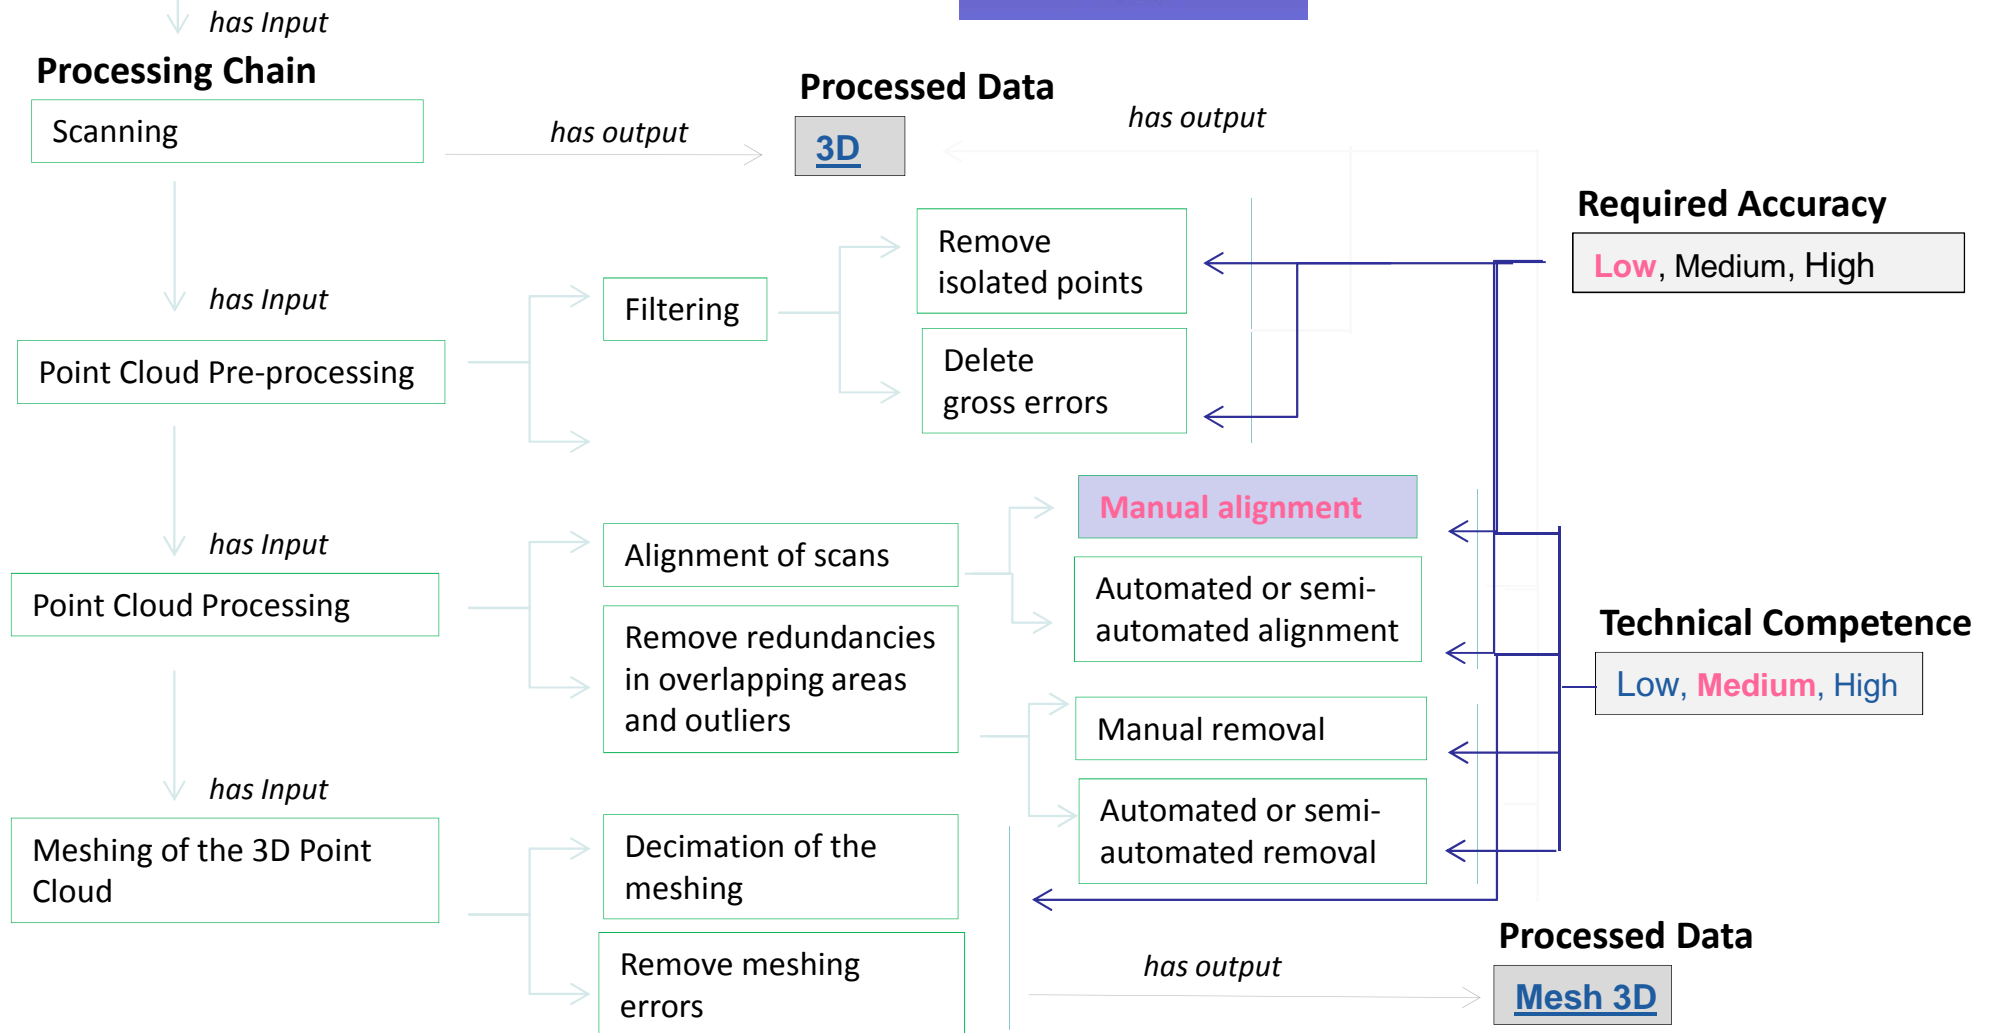 has Input
Processing Chain
Scanning
has output
Processed Data
3D
has output
Required Accuracy
Low, Medium, High
has Input
Point Cloud Pre-processing
Filtering
Remove
isolated points
Delete
gross errors
has Input
Point Cloud Processing
Alignment of scans
Manual alignment
Automated or semi-
automated alignment
Remove redundancies
in overlapping areas
and outliers
Manual removal
Automated or semi-
automated removal
Technical Competence
Low, Medium, High
has Input
Meshing of the 3D Point
Cloud
Decimation of the
meshing
Remove meshing
errors
has output
Processed Data
Mesh 3D